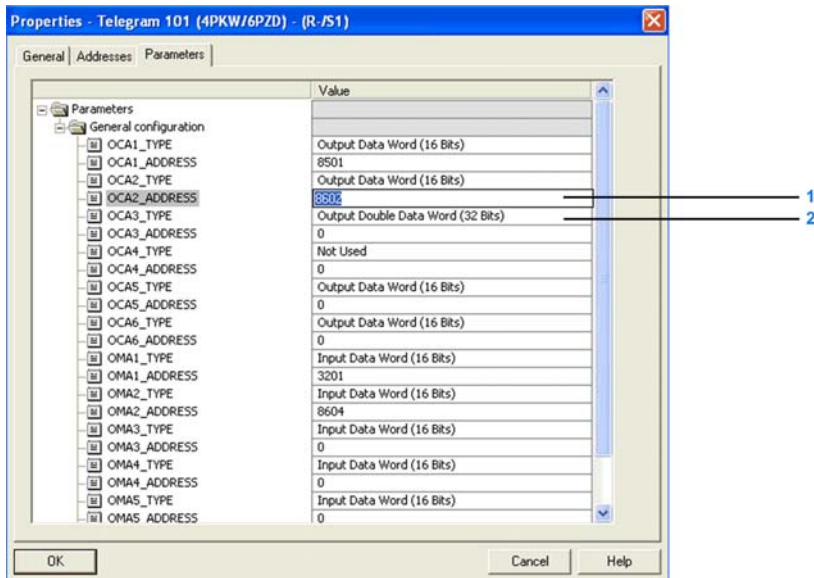 Properties - Telegram 101 (4PKW/6PZD) - (R-/S1)
General Addresses Parameters
Value
Parameters
General configuration
OCA1_TYPE Output Data Word (16 Bits)
OCA1_ADDRESS 8501
OCA2_TYPE Output Data Word (16 Bits)
OCA2_ADDRESS 8602 1
OCA3_TYPE Output Double Data Word (32 Bits) 2
OCA3_ADDRESS 0
OCA4_TYPE Not Used
OCA4_ADDRESS 0
OCA5_TYPE Output Data Word (16 Bits)
OCA5_ADDRESS 0
OCA6_TYPE Output Data Word (16 Bits)
OCA6_ADDRESS 0
OMA1_TYPE Input Data Word (16 Bits)
OMA1_ADDRESS 3201
OMA2_TYPE Input Data Word (16 Bits)
OMA2_ADDRESS 8604
OMA3_TYPE Input Data Word (16 Bits)
OMA3_ADDRESS 0
OMA4_TYPE Input Data Word (16 Bits)
OMA4_ADDRESS 0
OMA5_TYPE Input Data Word (16 Bits)
OMA5_ADDRESS 0
OK Cancel Help